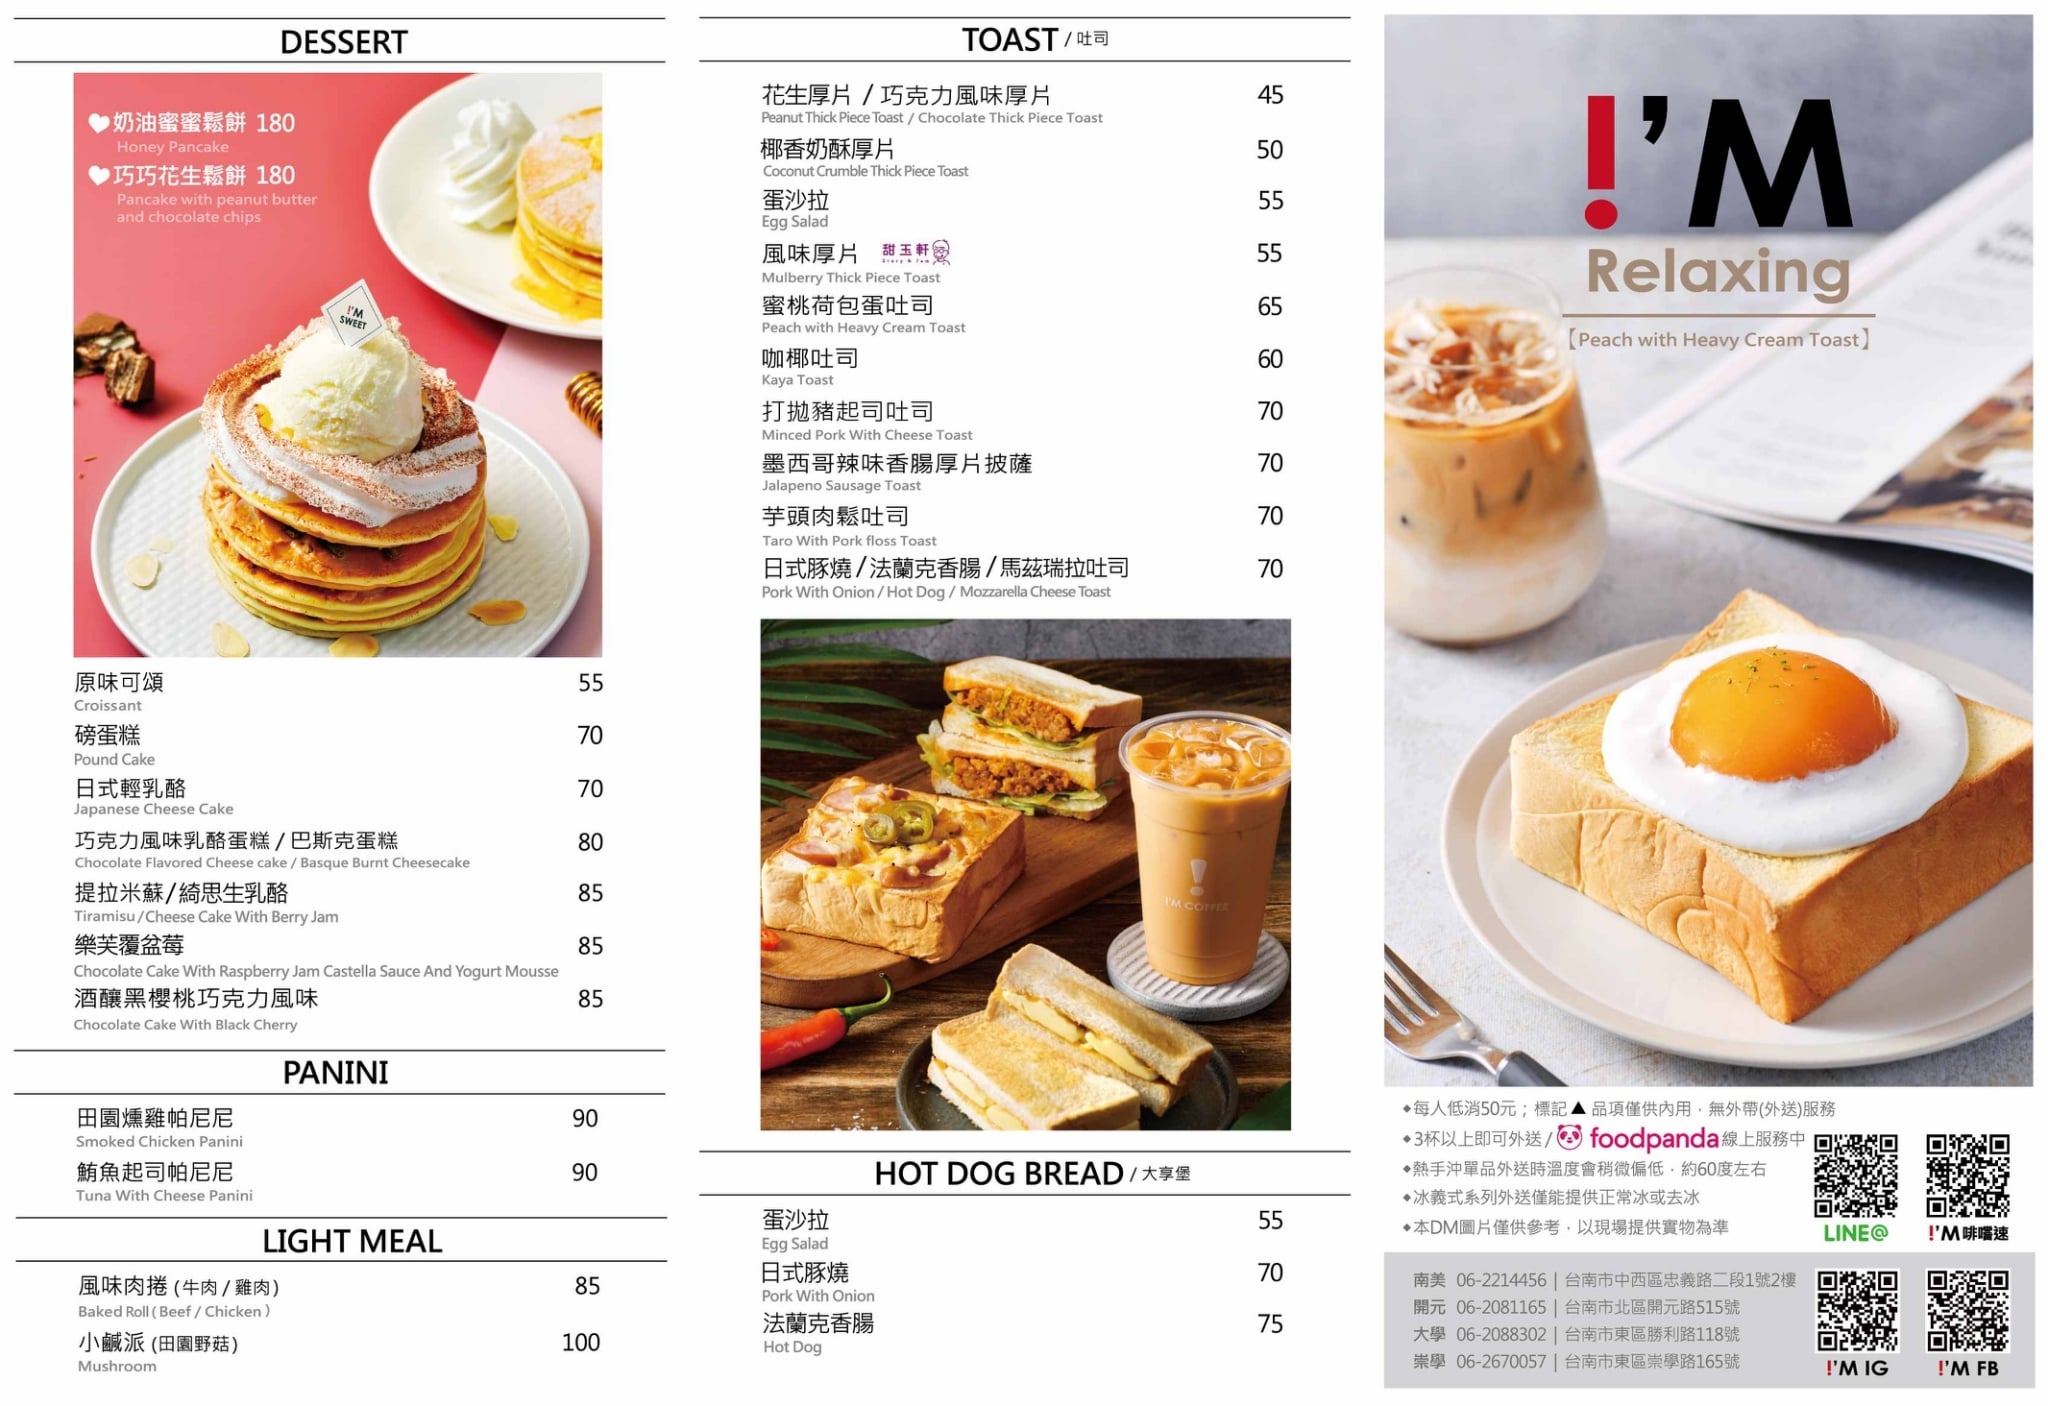 DESSERT
奶油蜜蜜鬆餅 180
Honey Pancake
巧巧花生鬆餅 180
Pancake with peanut butter
and chocolate chips
I'M
SWEET
原味可頌 55
Croissant
磅蛋糕 70
Pound Cake
日式輕乳酪 70
Japanese Cheese Cake
巧克力風味乳酪蛋糕 / 巴斯克蛋糕 80
Chocolate Flavored Cheese cake / Basque Burnt Cheesecake
提拉米蘇/綺思生乳酪 85
Tiramisu/Cheese Cake With Berry Jam
樂芙覆盆莓 85
Chocolate Cake With Raspberry Jam Castella Sauce And Yogurt Mousse
酒釀黑櫻桃巧克力風味 85
Chocolate Cake With Black Cherry
PANINI
田園燻雞帕尼尼 90
Smoked Chicken Panini
鮪魚起司帕尼尼 90
Tuna With Cheese Panini
LIGHT MEAL
風味肉捲 (牛肉 / 雞肉) 85
Baked Roll ( Beef / Chicken )
小鹹派 (田園野菇) 100
Mushroom
TOAST / 吐司
花生厚片 / 巧克力風味厚片 45
Peanut Thick Piece Toast / Chocolate Thick Piece Toast
椰香奶酥厚片 50
Coconut Crumble Thick Piece Toast
蛋沙拉 55
Egg Salad
風味厚片 甜玉軒 55
Mulberry Thick Piece Toast
蜜桃荷包蛋吐司 65
Peach with Heavy Cream Toast
咖椰吐司 60
Kaya Toast
打拋豬起司吐司 70
Minced Pork With Cheese Toast
墨西哥辣味香腸厚片披薩 70
Jalapeno Sausage Toast
芋頭肉鬆吐司 70
Taro With Pork floss Toast
日式豚燒/法蘭克香腸/馬茲瑞拉吐司 70
Pork With Onion / Hot Dog / Mozzarella Cheese Toast
I'M COFFEE
HOT DOG BREAD / 大享堡
蛋沙拉 55
Egg Salad
日式豚燒 70
Pork With Onion
法蘭克香腸 75
Hot Dog
!'M
Relaxing
【Peach with Heavy Cream Toast】
◆每人低消50元；標記▲ 品項僅供內用，無外帶(外送)服務
◆3杯以上即可外送 / foodpanda 線上服務中
◆熱手沖單品外送時溫度會稍微偏低，約60度左右
◆冰義式系列外送僅能提供正常冰或去冰
◆本DM圖片僅供參考，以現場提供實物為準
LINE@
!'M啡嚐速
南美 06-2214456 | 台南市中西區忠義路二段1號2樓
開元 06-2081165 | 台南市北區開元路515號
大學 06-2088302 | 台南市東區勝利路118號
崇學 06-2670057 | 台南市東區崇學路165號
!'M IG
!'M FB